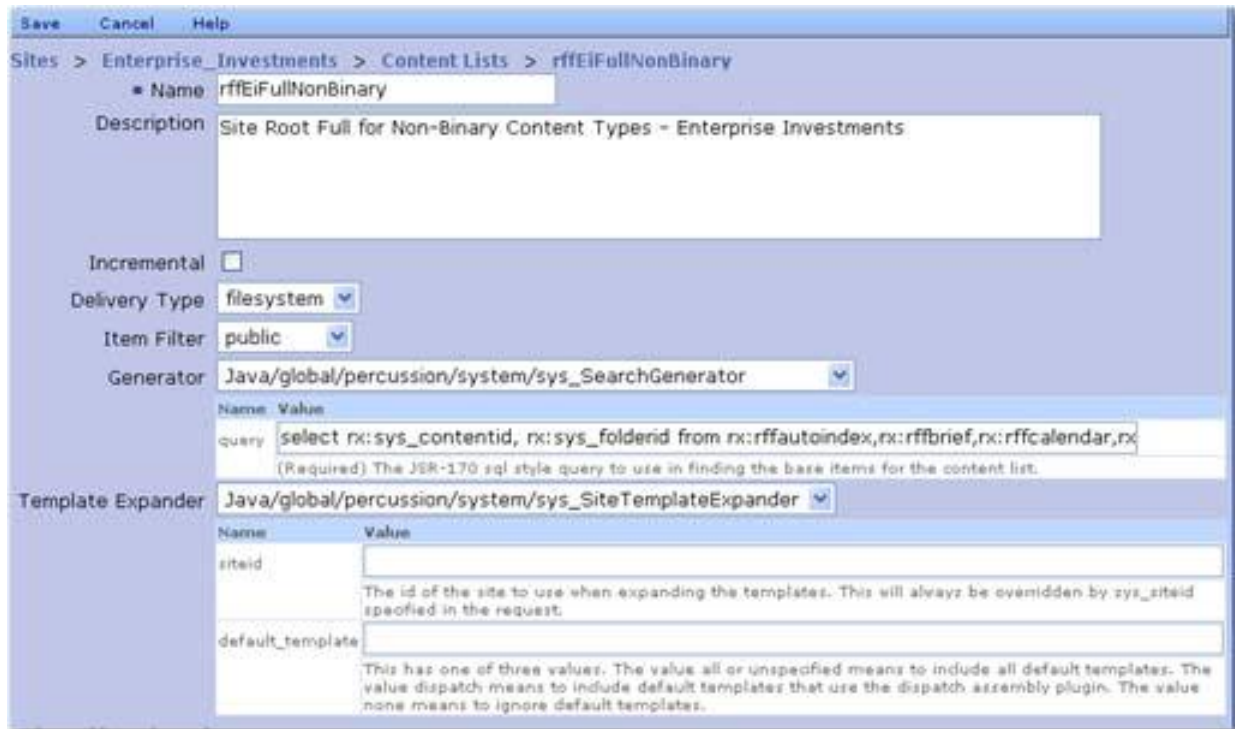 Save Cancel Help
Sites > Enterprise_Investments > Content Lists > rffEiFullNonBinary
Name rffEiFullNonBinary
Description Site Root Full for Non-Binary Content Types - Enterprise Investments
Incremental
Delivery Type filesystem
Item Filter public
Generator Java/global/percussion/system/sys_SearchGenerator
Name Value
query select rx:sys_contentid, rx:sys_folderid from rx:rffautoindex,rx:rffbrief,rx:rffcalendar,rx
(Required) The JSR-170 sql style query to use in finding the base items for the content list.
Template Expander Java/global/percussion/system/sys_SiteTemplateExpander
Name Value
siteid
The id of the site to use when expanding the templates. This will always be overridden by sys_siteid
specified in the request.
default_template
This has one of three values. The value all or unspecified means to include all default templates. The
value dispatch means to include default templates that use the dispatch assembly plugin. The value
none means to ignore default templates.